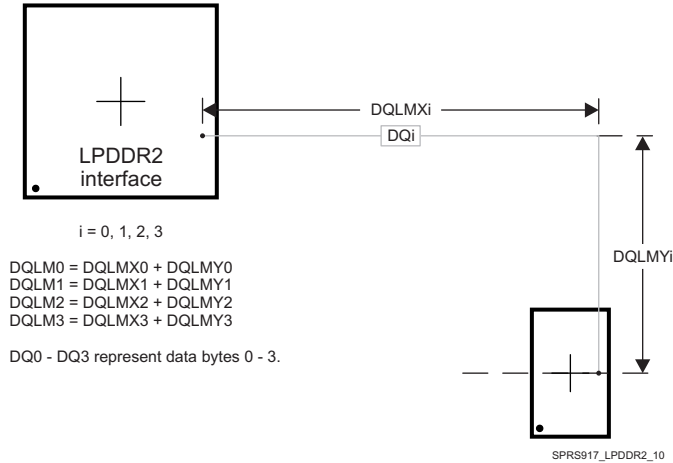 DQLMXi
DQi
LPDDR2
interface
i = 0, 1, 2, 3
DQLMYi
DQLM0 = DQLMX0 + DQLMY0
DQLM1 = DQLMX1 + DQLMY1
DQLM2 = DQLMX2 + DQLMY2
DQLM3 = DQLMX3 + DQLMY3
DQ0 - DQ3 represent data bytes 0 - 3.
SPRS917_LPDDR2_10